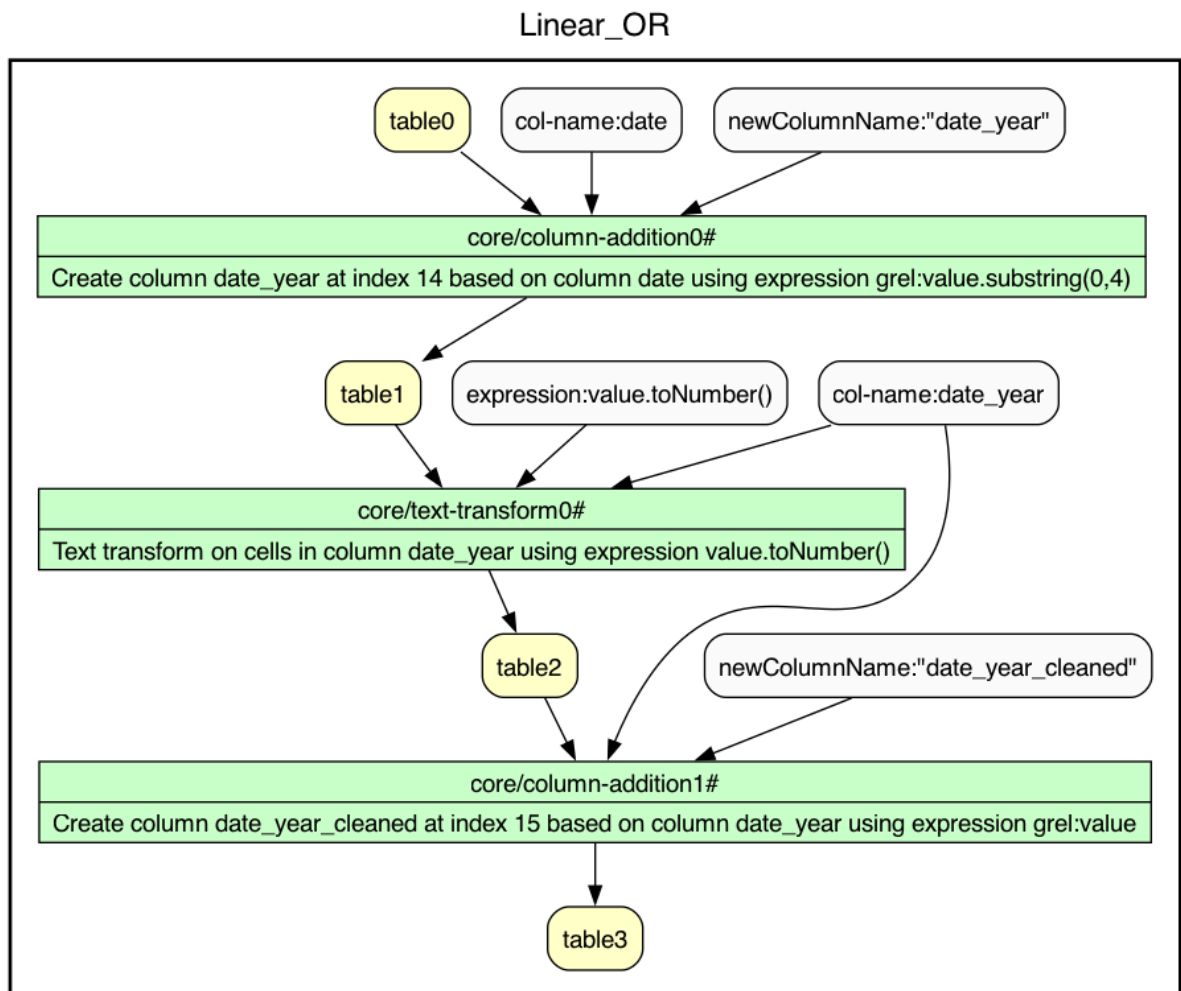 Linear_OR
table0
col-name:date
newColumnName:"date_year"
core/column-addition0#
Create column date_year at index 14 based on column date using expression grel:value.substring(0,4)
table1
expression:value.toNumber()
col-name:date_year
core/text-transform0#
Text transform on cells in column date_year using expression value.toNumber()
table2
newColumnName:"date_year_cleaned"
core/column-addition1#
Create column date_year_cleaned at index 15 based on column date_year using expression grel:value
table3